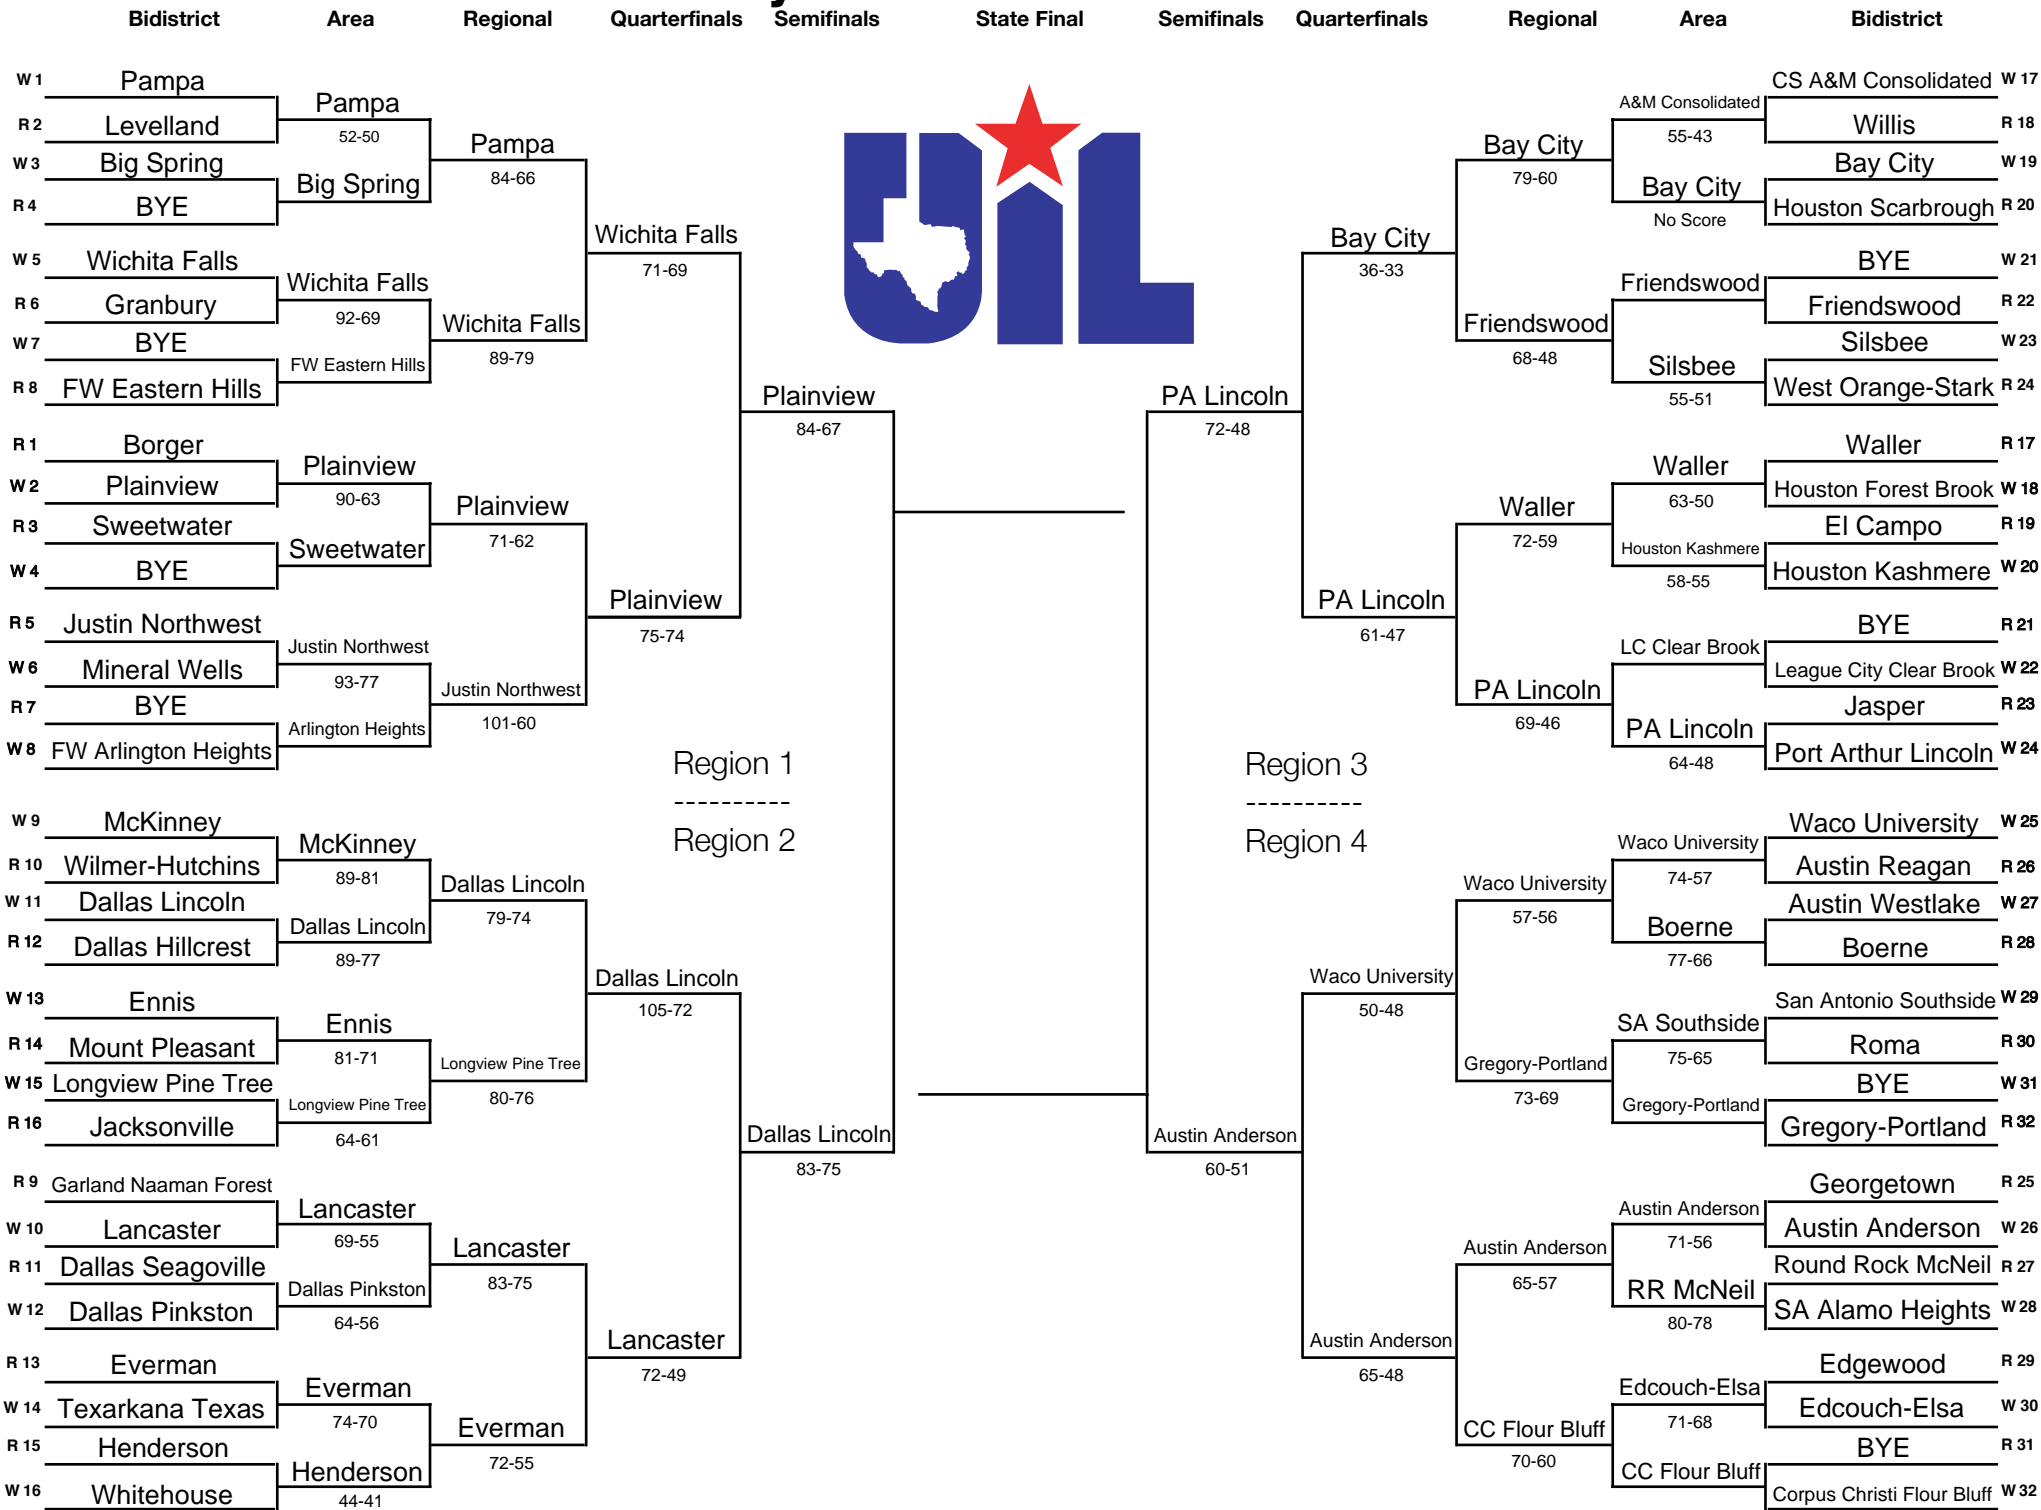 Bidistrict Area Regional Quarterfinals Semifinals State Final Semifinals Quarterfinals Regional Area Bidistrict
W 1 Pampa
R 2 Levelland
W 3 Big Spring
R 4 BYE
W 5 Wichita Falls
R 6 Granbury
W 7 BYE
R 8 FW Eastern Hills
R 1 Borger
W 2 Plainview
R 3 Sweetwater
W 4 BYE
R 5 Justin Northwest
W 6 Mineral Wells
R 7 BYE
W 8 FW Arlington Heights
W 9 McKinney
R 10 Wilmer-Hutchins
W 11 Dallas Lincoln
R 12 Dallas Hillcrest
W 13 Ennis
R 14 Mount Pleasant
W 15 Longview Pine Tree
R 16 Jacksonville
R 9 Garland Naaman Forest
W 10 Lancaster
R 11 Dallas Seagoville
W 12 Dallas Pinkston
R 13 Everman
W 14 Texarkana Texas
R 15 Henderson
W 16 Whitehouse
Pampa
52-50
Big Spring
Wichita Falls
92-69
FW Eastern Hills
Plainview
90-63
Sweetwater
Justin Northwest
93-77
Arlington Heights
McKinney
89-81
Dallas Lincoln
89-77
Ennis
81-71
Longview Pine Tree
64-61
Lancaster
69-55
Dallas Pinkston
64-56
Everman
74-70
Henderson
44-41
Pampa
84-66
Wichita Falls
89-79
Plainview
71-62
Justin Northwest
101-60
Dallas Lincoln
79-74
Longview Pine Tree
80-76
Lancaster
83-75
Everman
72-55
Wichita Falls
71-69
Plainview
75-74
Region 1
----------
Region 2
Dallas Lincoln
105-72
Lancaster
72-49
Plainview
84-67
Dallas Lincoln
83-75
UIL
PA Lincoln
72-48
Austin Anderson
60-51
Bay City
36-33
PA Lincoln
61-47
Region 3
----------
Region 4
Waco University
50-48
Austin Anderson
65-48
Bay City
79-60
Friendswood
68-48
Waller
72-59
PA Lincoln
69-46
Waco University
57-56
Gregory-Portland
73-69
Austin Anderson
65-57
CC Flour Bluff
70-60
A&M Consolidated
55-43
Bay City
No Score
Friendswood
Silsbee
55-51
Waller
63-50
Houston Kashmere
58-55
LC Clear Brook
PA Lincoln
64-48
Waco University
74-57
Boerne
77-66
SA Southside
75-65
Gregory-Portland
Austin Anderson
71-56
RR McNeil
80-78
Edcouch-Elsa
71-68
CC Flour Bluff
CS A&M Consolidated W 17
Willis R 18
Bay City W 19
Houston Scarbrough R 20
BYE W 21
Friendswood R 22
Silsbee W 23
West Orange-Stark R 24
Waller R 17
Houston Forest Brook W 18
El Campo R 19
Houston Kashmere W 20
BYE R 21
League City Clear Brook W 22
Jasper R 23
Port Arthur Lincoln W 24
Waco University W 25
Austin Reagan R 26
Austin Westlake W 27
Boerne R 28
San Antonio Southside W 29
Roma R 30
BYE W 31
Gregory-Portland R 32
Georgetown R 25
Austin Anderson W 26
Round Rock McNeil R 27
SA Alamo Heights W 28
Edgewood R 29
Edcouch-Elsa W 30
BYE R 31
Corpus Christi Flour Bluff W 32